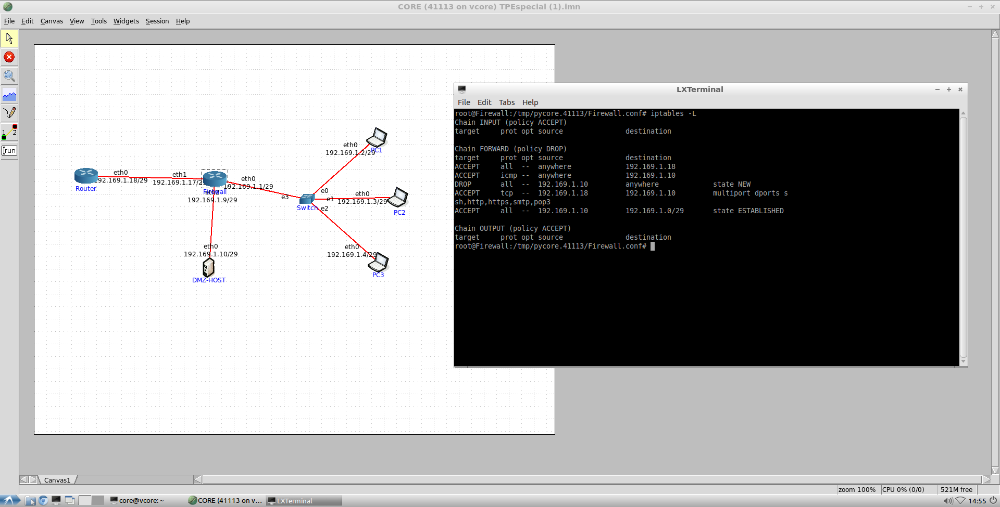 CORE (41113 on vcore) TPEspecial (1).imn
File Edit Canvas View Tools Widgets Session Help
run
1 2
eth0
192.169.1.2/29
PC1
eth0
92.169.1.18/29
Router
eth1
192.169.1.17/2
Firewall
eth2
192.169.1.9/29
eth0
92.169.1.1/29
e3
Switch
e0
e1
e2
eth0
192.169.1.3/29
PC2
eth0
192.169.1.10/29
DMZ-HOST
eth0
192.169.1.4/29
PC3
LXTerminal
File Edit Tabs Help
root@Firewall:/tmp/pycore.41113/Firewall.conf# iptables -L
Chain INPUT (policy ACCEPT)
target prot opt source destination
Chain FORWARD (policy DROP)
target prot opt source destination
ACCEPT all -- anywhere 192.169.1.18
ACCEPT icmp -- anywhere 192.169.1.10
DROP all -- 192.169.1.10 anywhere state NEW
ACCEPT tcp -- 192.169.1.18 192.169.1.10 multiport dports s
sh,http,https,smtp,pop3
ACCEPT all -- 192.169.1.10 192.169.1.0/29 state ESTABLISHED
Chain OUTPUT (policy ACCEPT)
target prot opt source destination
root@Firewall:/tmp/pycore.41113/Firewall.conf#
Canvas1
zoom 100% CPU 0% (0/0) 521M free
core@vcore: ~ CORE (41113 on v... LXTerminal 14:55